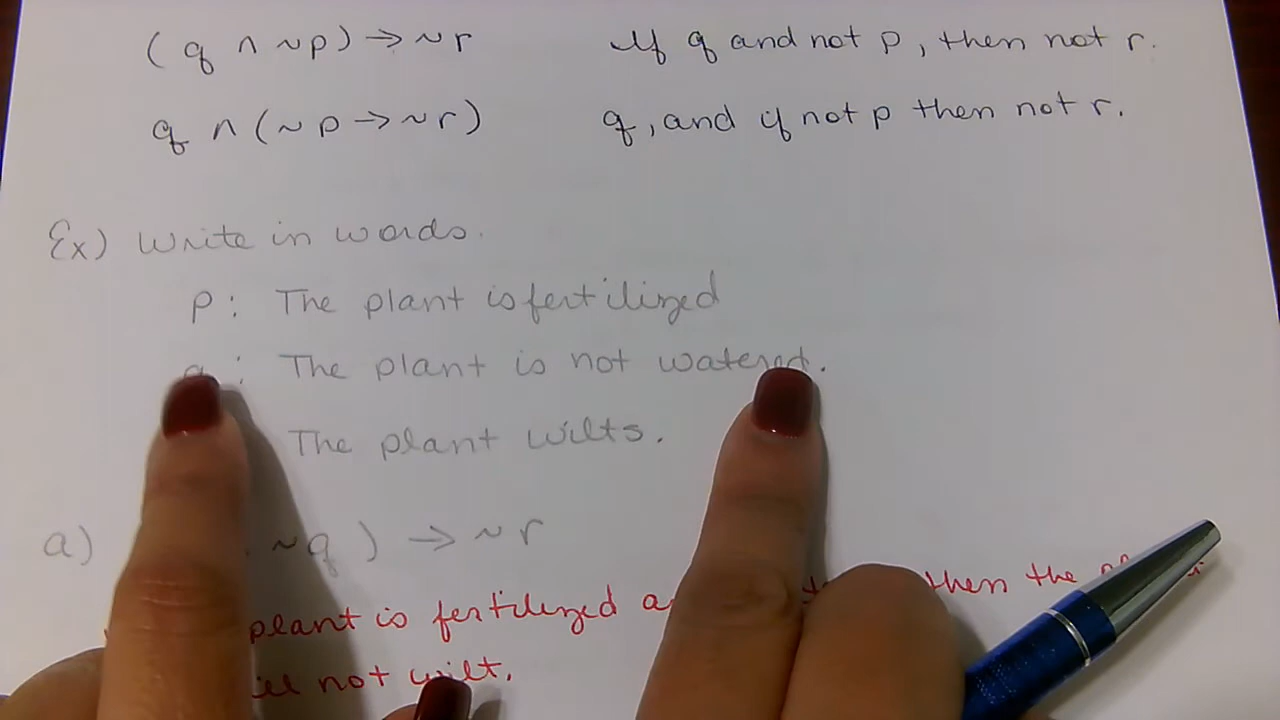 (q ∧ ~p) → ~r If q and not p, then not r.
q ∧ (~p → ~r) q, and if not p then not r.
Ex) Write in words.
p: The plant is fertilized
q: The plant is not watered.
The plant wilts.
a) ~q) → ~r
plant is fertilized then the
not wilt.